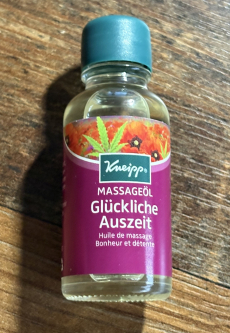 Kneipp®
MASSAGEÖL
Glückliche
Auszeit
Huile de massage
Bonheur et détente